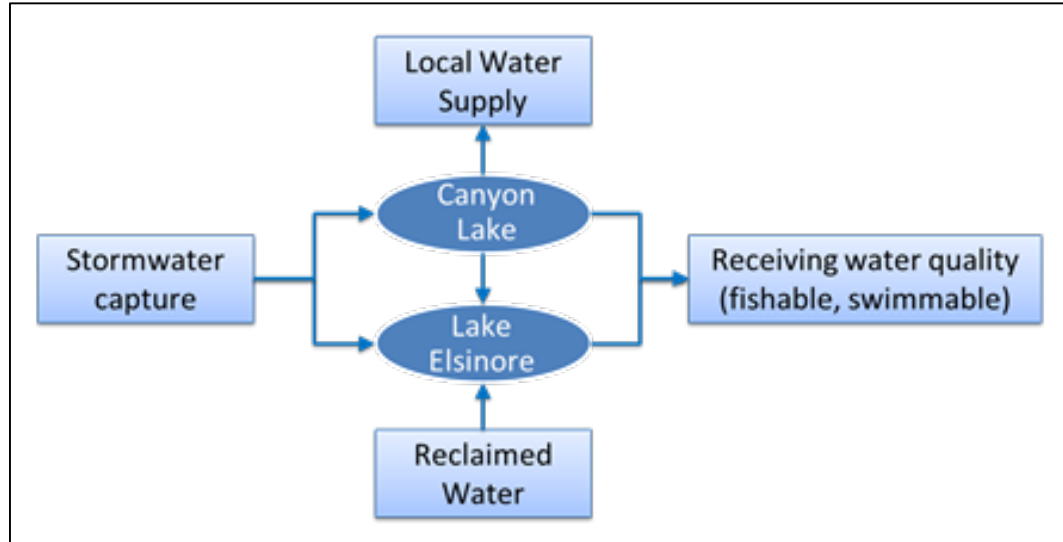 Local Water
Supply
Canyon
Lake
Stormwater
capture
Receiving water quality
(fishable, swimmable)
Lake
Elsinore
Reclaimed
Water